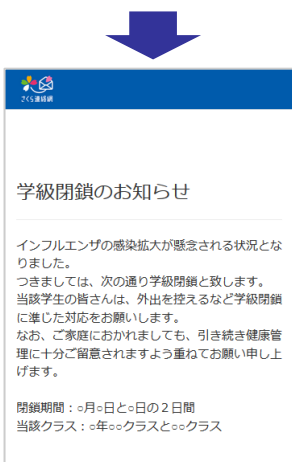 さくら連絡網
学級閉鎖のお知らせ
インフルエンザの感染拡大が懸念される状況とな
りました。
つきましては、次の通り学級閉鎖と致します。
当該学生の皆さんは、外出を控えるなど学級閉鎖
に準じた対応をお願いします。
なお、ご家庭におかれましても、引き続き健康管
理に十分ご留意されますよう重ねてお願い申し上
げます。
閉鎖期間：○月○日と○日の２日間
当該クラス：○年○○クラスと○○クラス